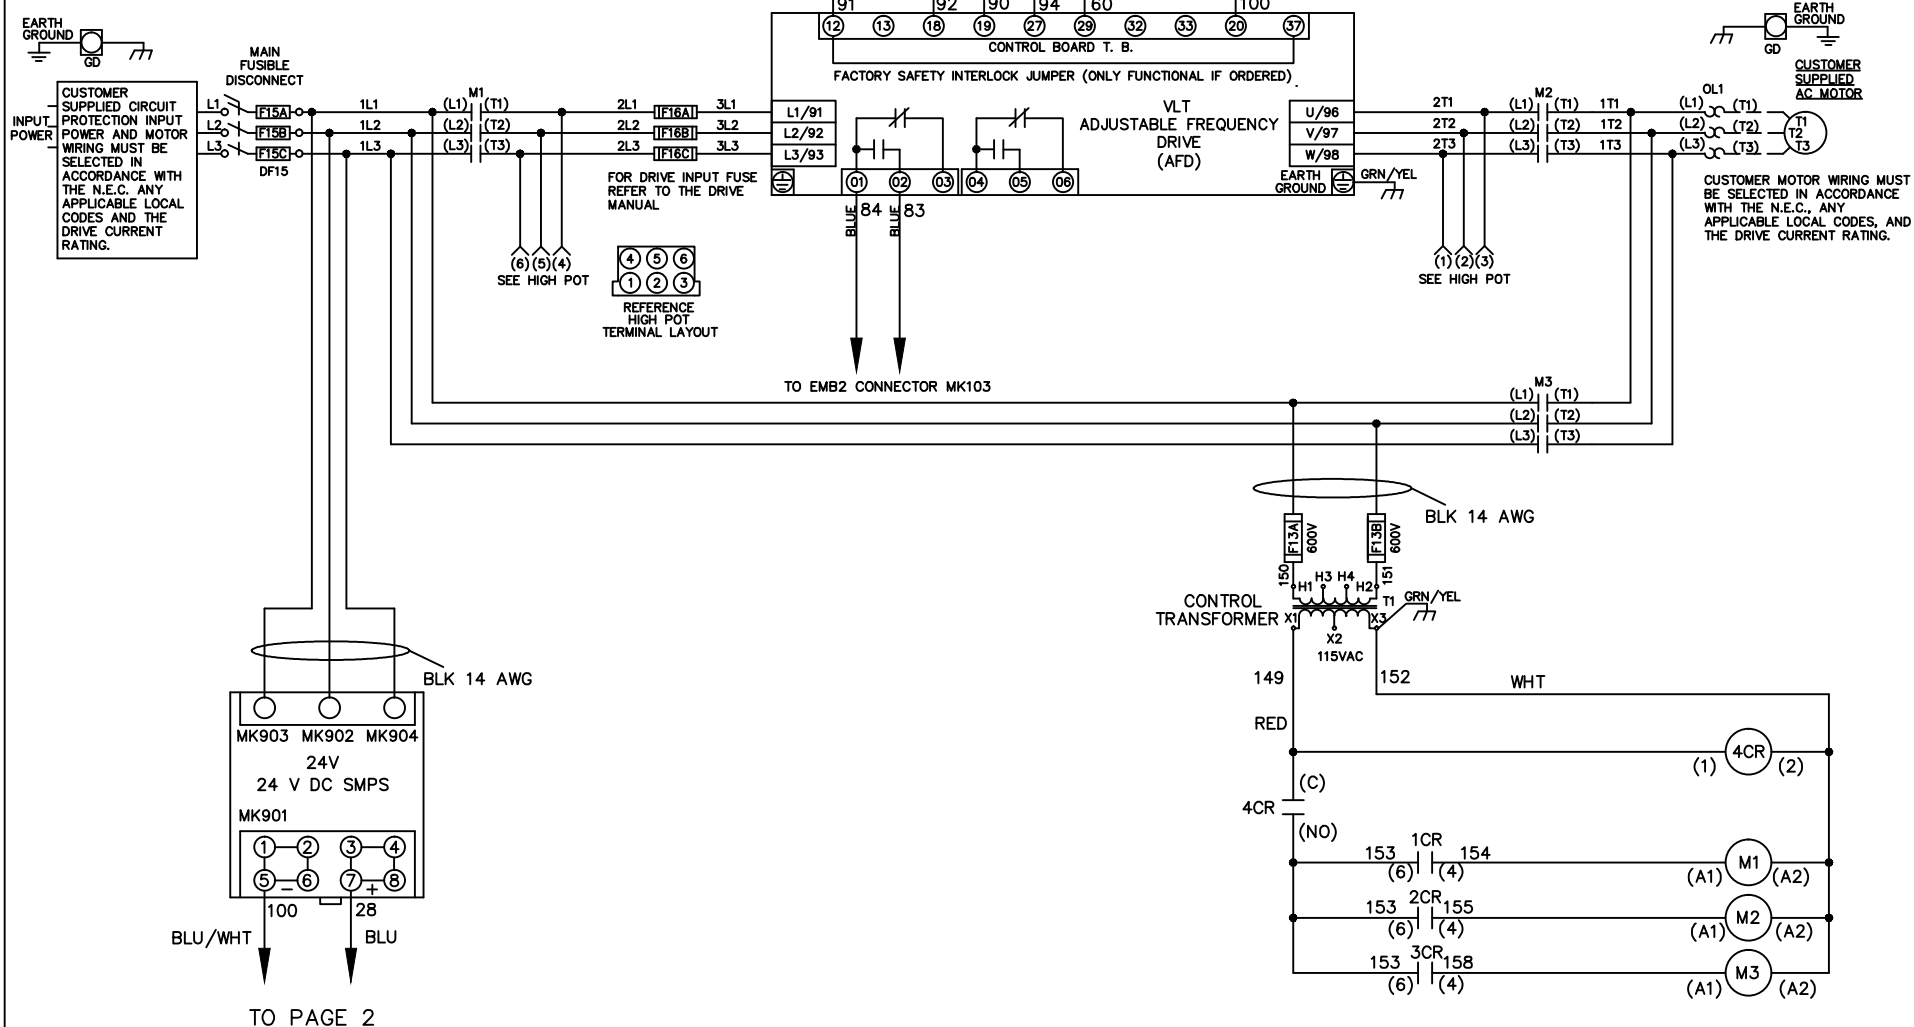 91 92 90 94 60 100
12 13 18 19 27 29 32 33 20 37
CONTROL BOARD T. B.
FACTORY SAFETY INTERLOCK JUMPER (ONLY FUNCTIONAL IF ORDERED)
EARTH
GROUND
GD
MAIN
FUSIBLE
DISCONNECT
INPUT
POWER
CUSTOMER
SUPPLIED CIRCUIT
PROTECTION INPUT
POWER AND MOTOR
WIRING MUST BE
SELECTED IN
ACCORDANCE WITH
THE N.E.C. ANY
APPLICABLE LOCAL
CODES AND THE
DRIVE CURRENT
RATING.
L1 F15A 1L1 (L1) M1 (T1) 2L1 F16A 3L1 L1/91
L2 F15B 1L2 (L2) (T2) 2L2 F16B 3L2 L2/92
L3 F15C 1L3 (L3) (T3) 2L3 F16C 3L3 L3/93
DF15
FOR DRIVE INPUT FUSE
REFER TO THE DRIVE
MANUAL
(6) (5) (4)
SEE HIGH POT
4 5 6
1 2 3
REFERENCE
HIGH POT
TERMINAL LAYOUT
VLT
ADJUSTABLE FREQUENCY
DRIVE
(AFD)
01 02 03 04 05 06
BLUE 84 BLUE 83
TO EMB2 CONNECTOR MK103
EARTH
GROUND
GRN/YEL
EARTH
GROUND
GD
CUSTOMER
SUPPLIED
AC MOTOR
M2
OL1
U/96 2T1 (L1) (T1) 1T1 (L1) (T1) T1
V/97 2T2 (L2) (T2) 1T2 (L2) (T2) T2
W/98 2T3 (L3) (T3) 1T3 (L3) (T3) T3
CUSTOMER MOTOR WIRING MUST
BE SELECTED IN ACCORDANCE
WITH THE N.E.C., ANY
APPLICABLE LOCAL CODES, AND
THE DRIVE CURRENT RATING.
(1) (2) (3)
SEE HIGH POT
M3
(L1) (T1)
(L2) (T2)
(L3) (T3)
BLK 14 AWG
F13A 600V F13B 600V
150 151
H1 H3 H4 H2
T1
GRN/YEL
CONTROL
TRANSFORMER
X1 X2 X3
115VAC
149 152 WHT
RED
(1) 4CR (2)
(C)
4CR
(NO)
1CR
153 154 M1
(6) (4) (A1) (A2)
2CR
153 155 M2
(6) (4) (A1) (A2)
3CR
153 158 M3
(6) (4) (A1) (A2)
BLK 14 AWG
MK903 MK902 MK904
24V
24 V DC SMPS
MK901
1 2 3 4
5 - 6 7 + 8
100 28
BLU/WHT BLU
TO PAGE 2